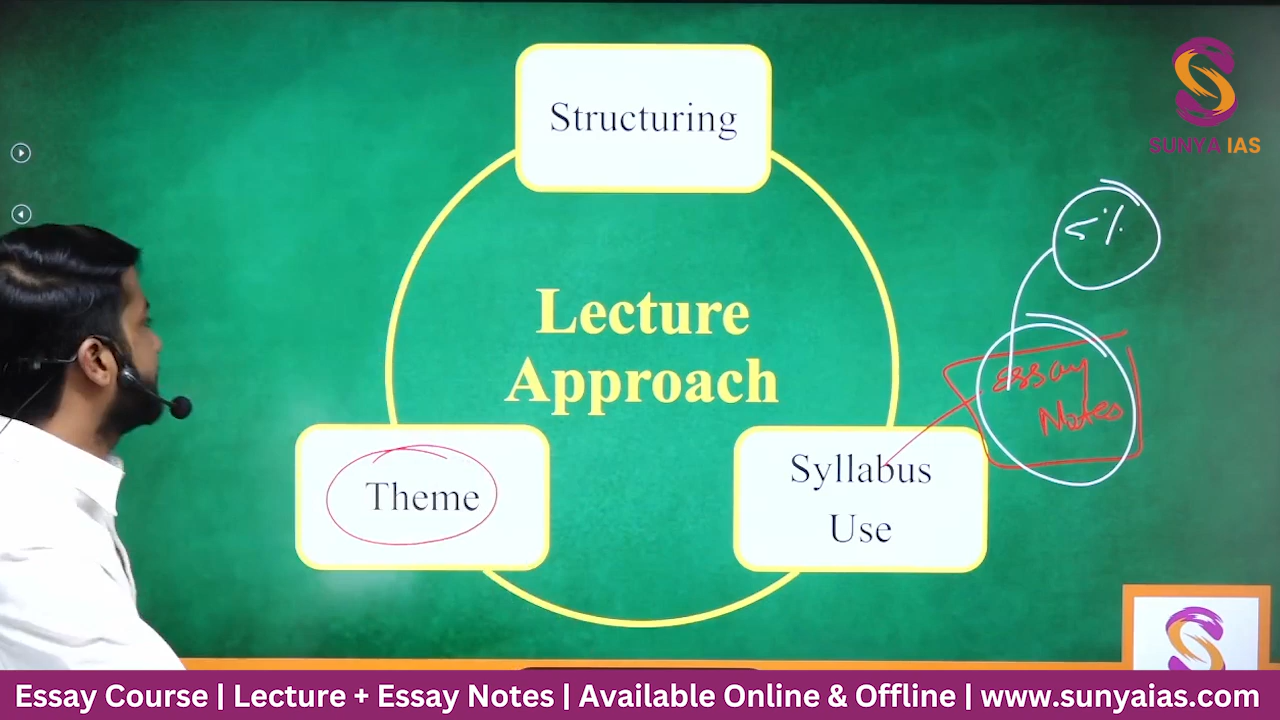 Structuring
SUNYA IAS
5%
Lecture
Approach
Essay
Notes
Theme
Syllabus
Use
Essay Course | Lecture + Essay Notes | Available Online & Offline | www.sunyaias.com